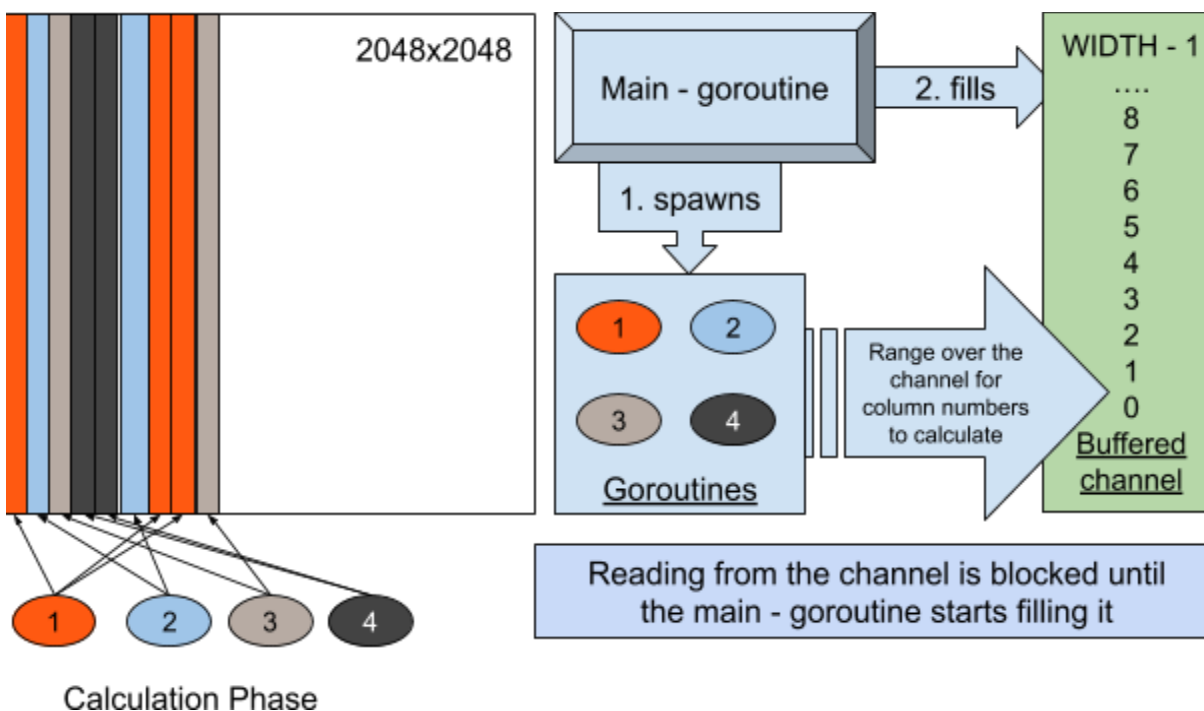 2048x2048
1
2
3
4
Calculation Phase
Main - goroutine
2. fills
1. spawns
1
2
3
4
Goroutines
Range over the
channel for
column numbers
to calculate
WIDTH - 1
....
8
7
6
5
4
3
2
1
0
Buffered
channel
Reading from the channel is blocked until
the main - goroutine starts filling it